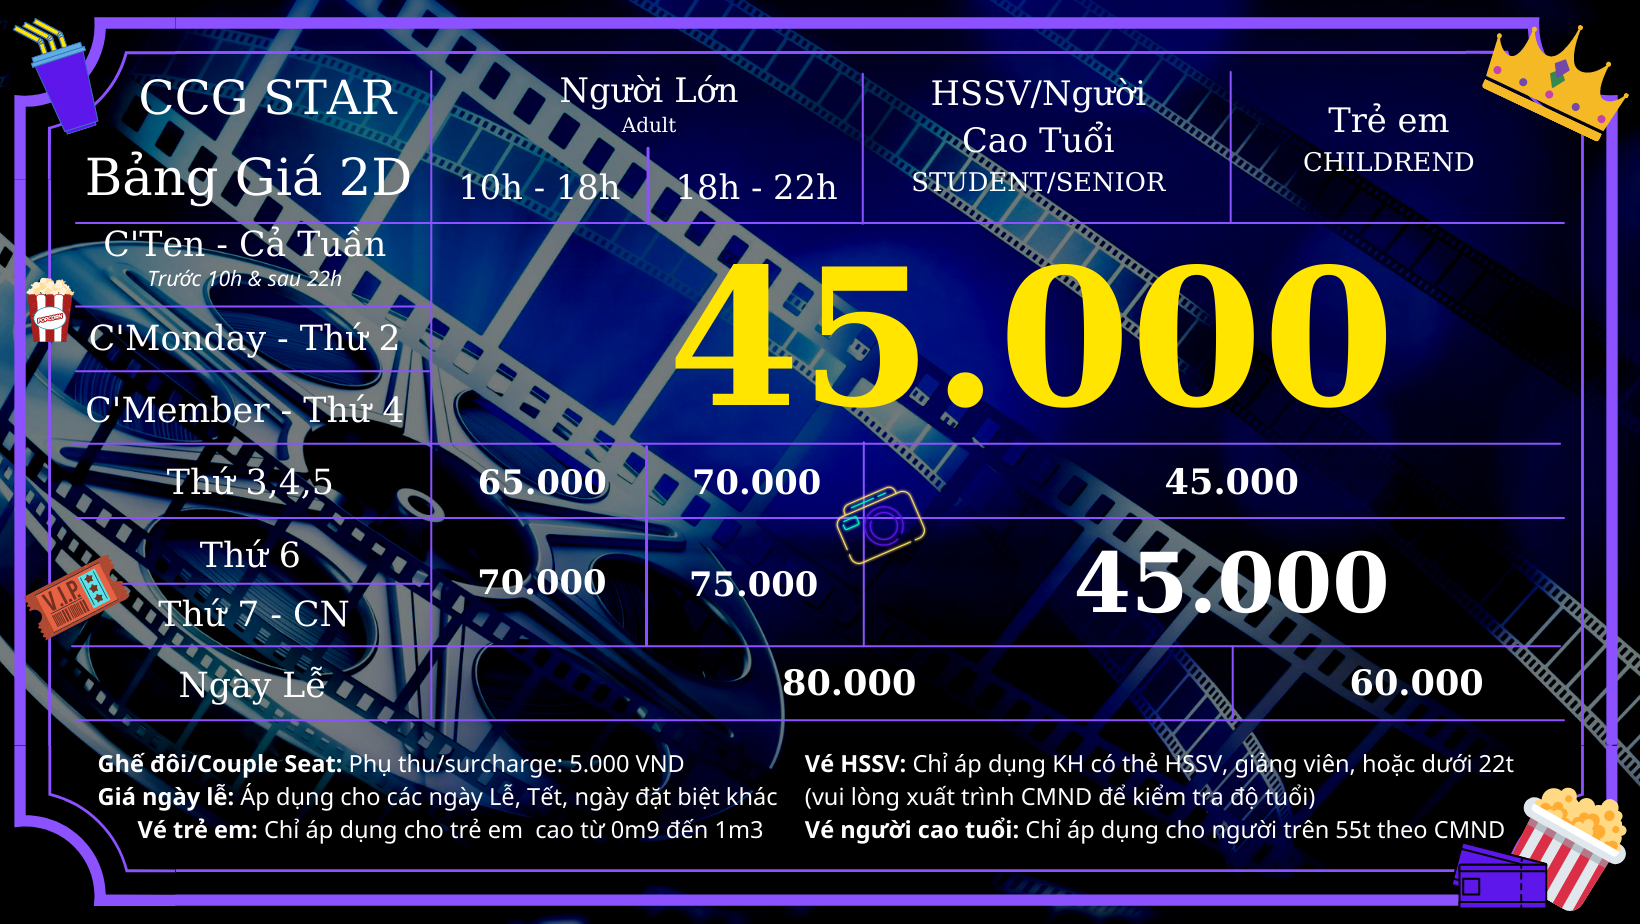 CCG STAR
Bảng Giá 2D
Người Lớn
Adult
10h - 18h
18h - 22h
HSSV/Người
Cao Tuổi
STUDENT/SENIOR
Trẻ em
CHILDREND
C'Ten - Cả Tuần
Trước 10h & sau 22h
C'Monday - Thứ 2
C'Member - Thứ 4
45.000
Thứ 3,4,5
65.000
70.000
45.000
Thứ 6
Thứ 7 - CN
70.000
75.000
45.000
Ngày Lễ
80.000
60.000
Ghế đôi/Couple Seat: Phụ thu/surcharge: 5.000 VND
Giá ngày lễ: Áp dụng cho các ngày Lễ, Tết, ngày đặt biệt khác
Vé trẻ em: Chỉ áp dụng cho trẻ em cao từ 0m9 đến 1m3
Vé HSSV: Chỉ áp dụng KH có thẻ HSSV, giảng viên, hoặc dưới 22t
(vui lòng xuất trình CMND để kiểm tra độ tuổi)
Vé người cao tuổi: Chỉ áp dụng cho người trên 55t theo CMND
POPCORN
V.I.P.